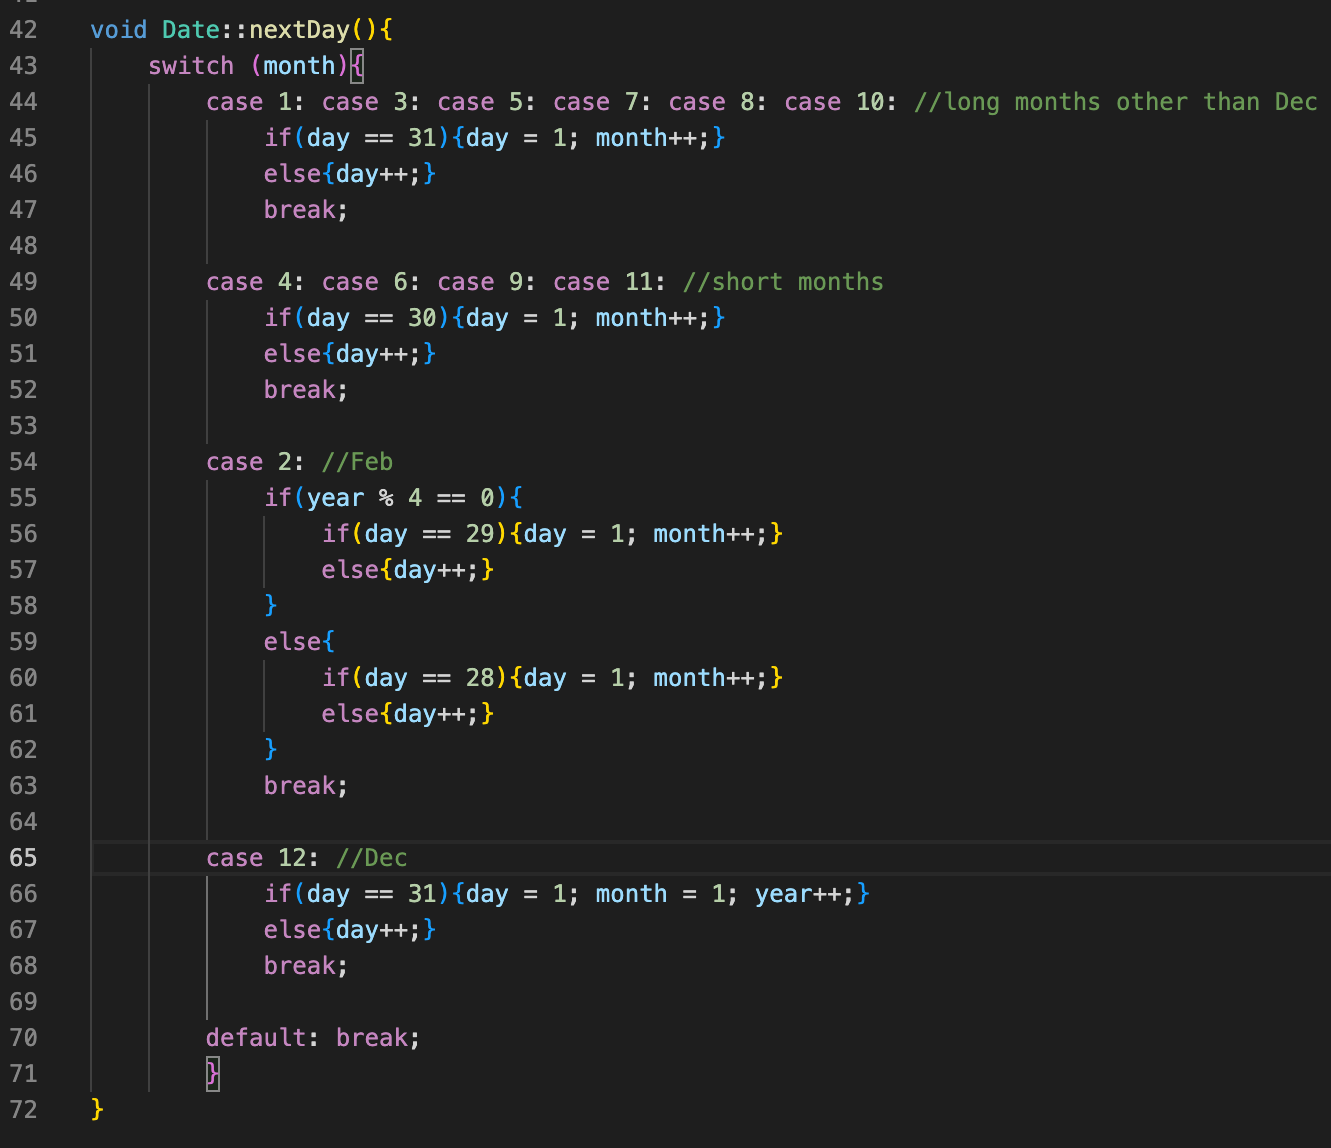 42 void Date::nextDay(){
43 switch (month){
44 case 1: case 3: case 5: case 7: case 8: case 10: //long months other than Dec
45 if(day == 31){day = 1; month++;}
46 else{day++;}
47 break;
48
49 case 4: case 6: case 9: case 11: //short months
50 if(day == 30){day = 1; month++;}
51 else{day++;}
52 break;
53
54 case 2: //Feb
55 if(year % 4 == 0){
56 if(day == 29){day = 1; month++;}
57 else{day++;}
58 }
59 else{
60 if(day == 28){day = 1; month++;}
61 else{day++;}
62 }
63 break;
64
65 case 12: //Dec
66 if(day == 31){day = 1; month = 1; year++;}
67 else{day++;}
68 break;
69
70 default: break;
71 }
72 }